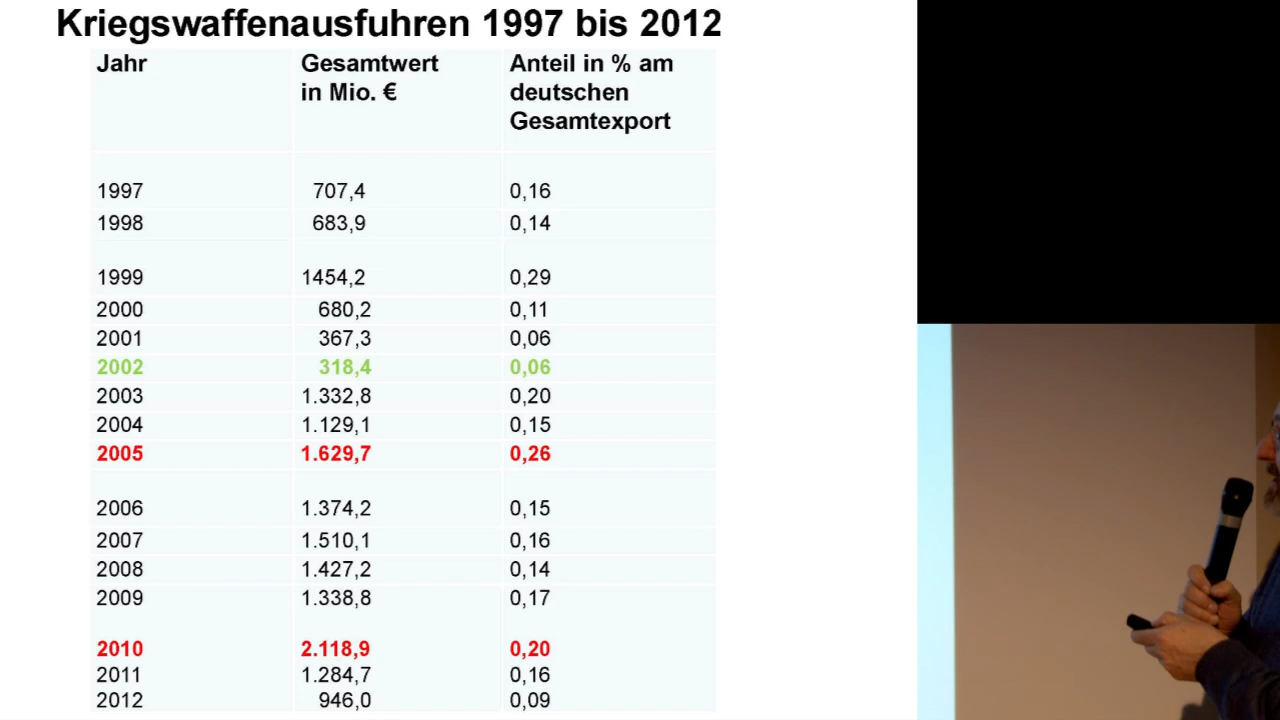 Kriegswaffenausfuhren 1997 bis 2012
Jahr Gesamtwert in Mio. € Anteil in % am deutschen Gesamtexport
1997 707,4 0,16
1998 683,9 0,14
1999 1454,2 0,29
2000 680,2 0,11
2001 367,3 0,06
2002 318,4 0,06
2003 1.332,8 0,20
2004 1.129,1 0,15
2005 1.629,7 0,26
2006 1.374,2 0,15
2007 1.510,1 0,16
2008 1.427,2 0,14
2009 1.338,8 0,17
2010 2.118,9 0,20
2011 1.284,7 0,16
2012 946,0 0,09